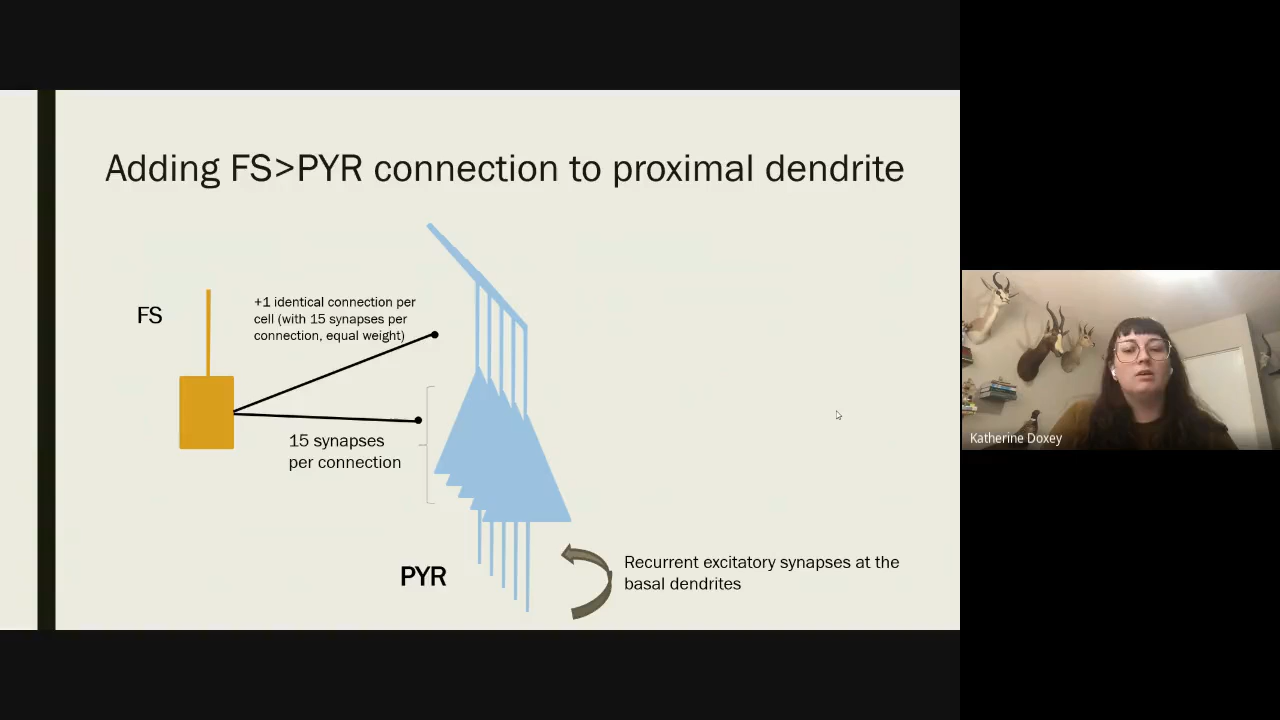 Adding FS>PYR connection to proximal dendrite
FS
+1 identical connection per
cell (with 15 synapses per
connection, equal weight)
15 synapses
per connection
PYR
Recurrent excitatory synapses at the
basal dendrites
Katherine Doxey